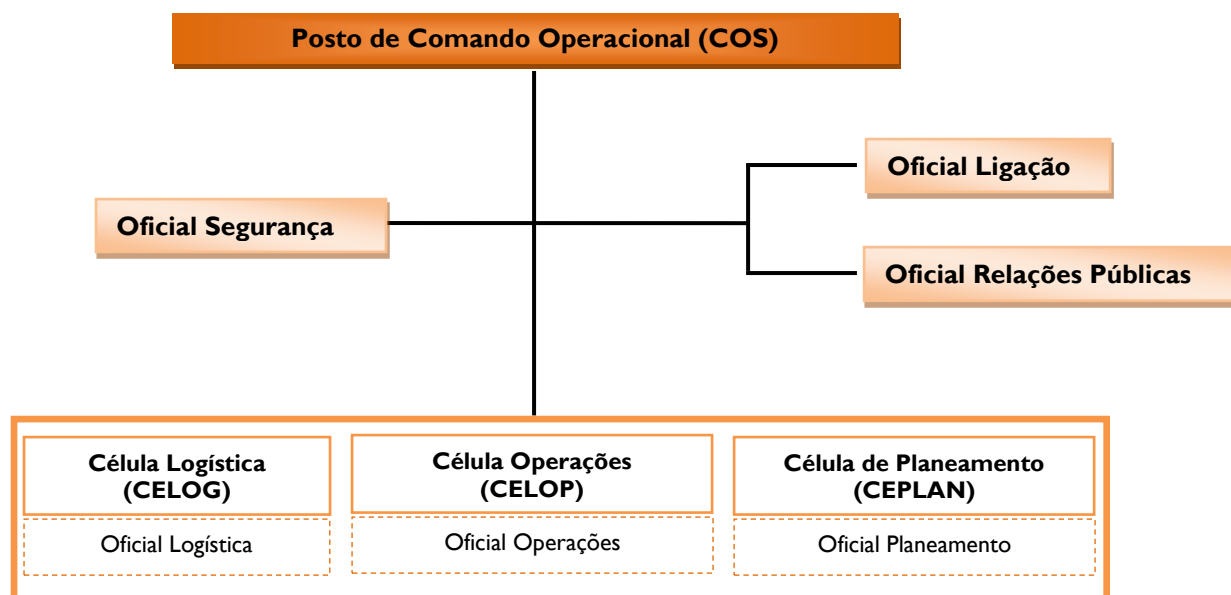 Posto de Comando Operacional (COS)
Oficial Ligação
Oficial Segurança
Oficial Relações Públicas
Célula Logística
(CELOG)
Oficial Logística
Célula Operações
(CELOP)
Oficial Operações
Célula de Planeamento
(CEPLAN)
Oficial Planeamento